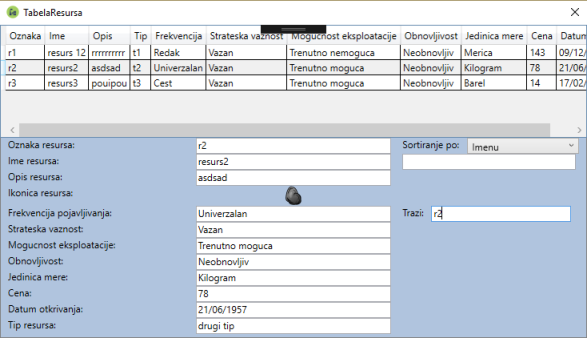 TabelaResursa
Oznaka Ime Opis Tip Frekvencija Strateska vaznost Mogucnost eksploatacije Obnovljivost Jedinica mere Cena Datum
r1 resurs 12 rrrrrrrrrr t1 Redak Vazan Trenutno nemoguca Neobnovljiv Merica 143 09/12/
r2 resurs2 asdsad t2 Univerzalan Vazan Trenutno moguca Neobnovljiv Kilogram 78 21/06/
r3 resurs3 pouipou t3 Cest Vazan Trenutno moguca Neobnovljiv Barel 14 17/02/
Oznaka resursa: r2 Sortiranje po: Imenu
Ime resursa: resurs2
Opis resursa: asdsad
Ikonica resursa:
Frekvencija pojavljivanja: Univerzalan Trazi: r2
Strateska vaznost: Vazan
Mogucnost eksploatacije: Trenutno moguca
Obnovljivost: Neobnovljiv
Jedinica mere: Kilogram
Cena: 78
Datum otkrivanja: 21/06/1957
Tip resursa: drugi tip